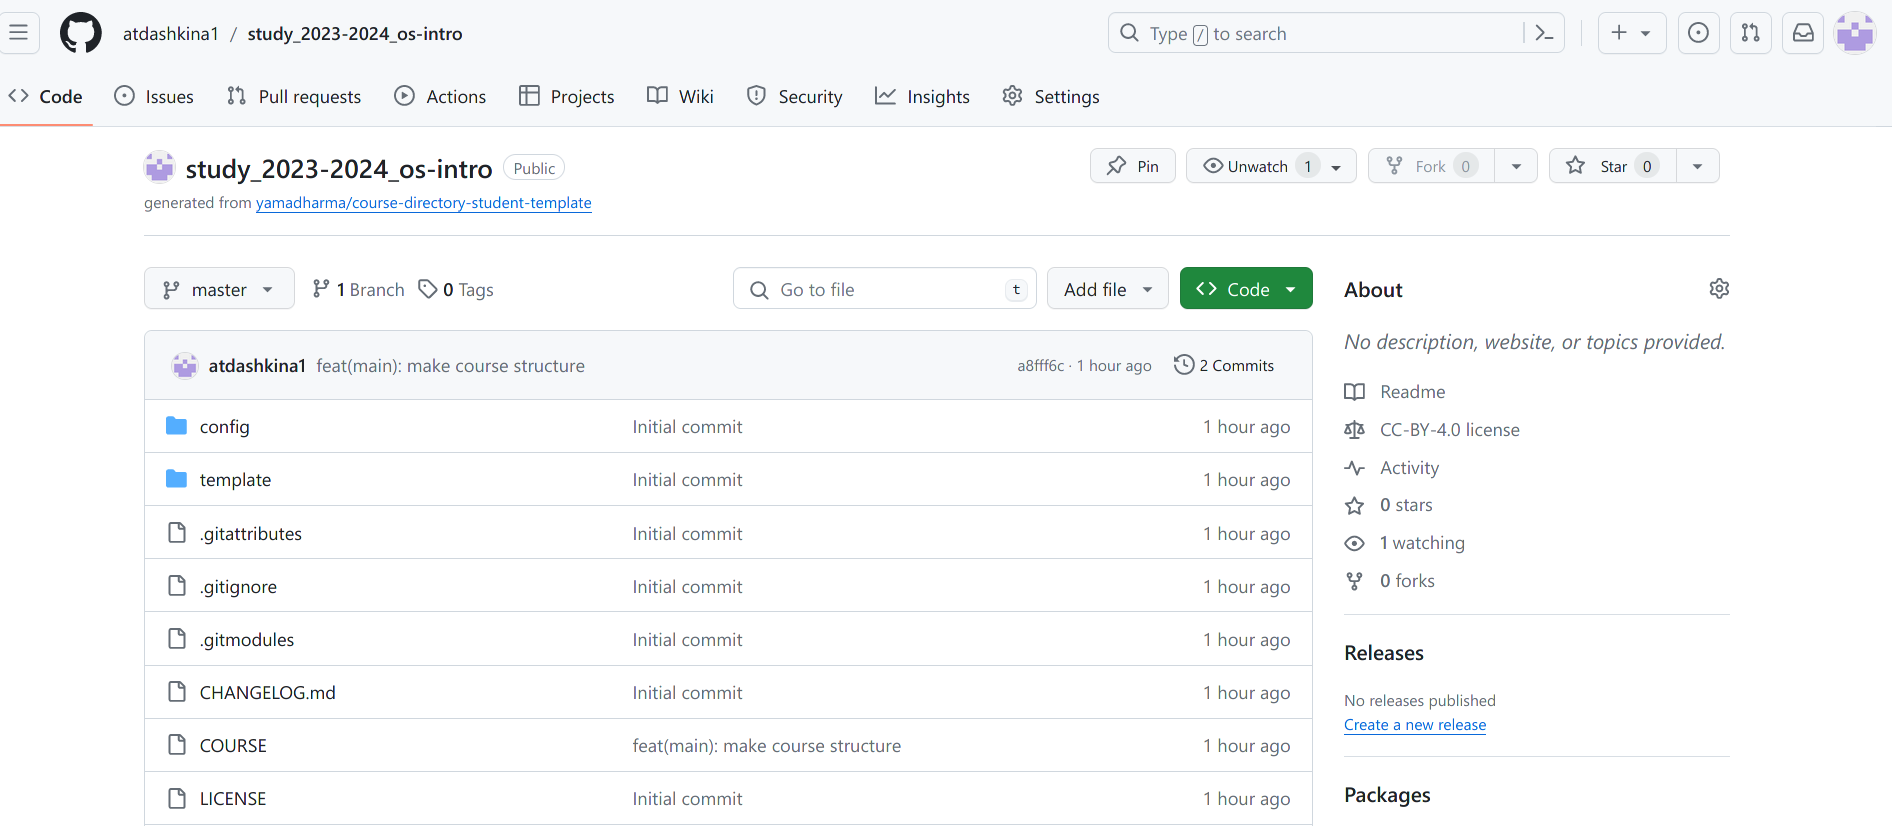 atdashkina1 / study_2023-2024_os-intro
Type / to search
Code Issues Pull requests Actions Projects Wiki Security Insights Settings
study_2023-2024_os-intro Public
Pin Unwatch 1 Fork 0 Star 0
generated from yamadharma/course-directory-student-template
master 1 Branch 0 Tags
Go to file t Add file Code
atdashkina1 feat(main): make course structure a8fff6c · 1 hour ago 2 Commits
config Initial commit 1 hour ago
template Initial commit 1 hour ago
.gitattributes Initial commit 1 hour ago
.gitignore Initial commit 1 hour ago
.gitmodules Initial commit 1 hour ago
CHANGELOG.md Initial commit 1 hour ago
COURSE feat(main): make course structure 1 hour ago
LICENSE Initial commit 1 hour ago
About
No description, website, or topics provided.
Readme
CC-BY-4.0 license
Activity
0 stars
1 watching
0 forks
Releases
No releases published
Create a new release
Packages